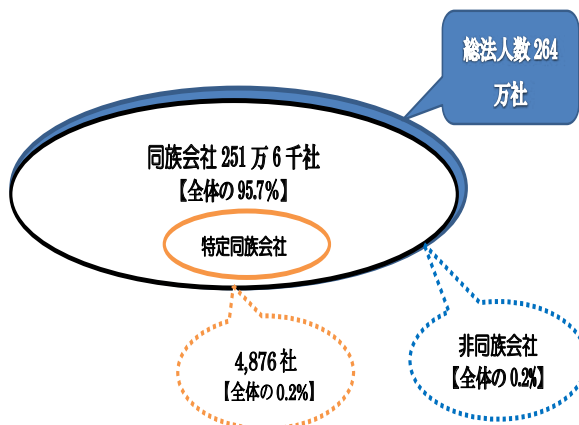 総法人数 264
万社
同族会社 251 万 6 千社
【全体の 95.7%】
特定同族会社
4,876 社
【全体の 0.2%】
非同族会社
【全体の 0.2%】